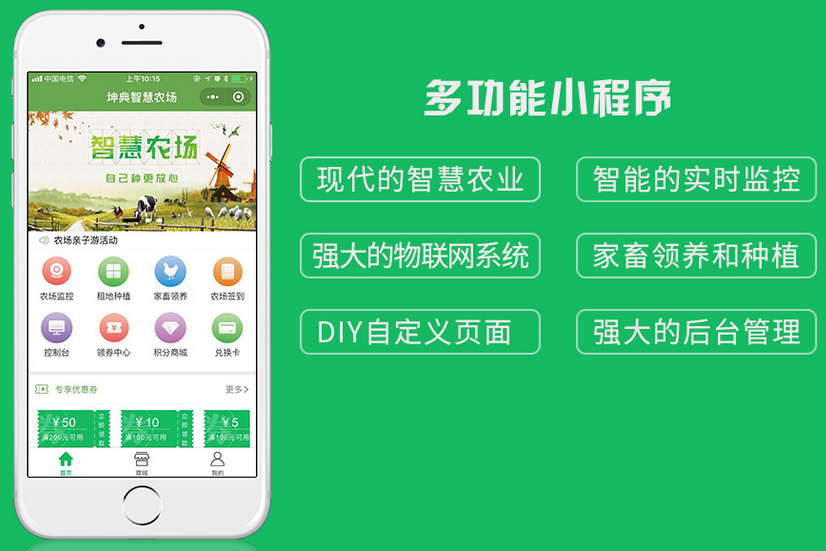 中国电信
上午10:15
坤典智慧农场
智慧农场
自己种更放心
农场亲子游活动
农场监控
租地种植
家畜领养
农场签到
控制台
领券中心
积分商城
兑换卡
专享优惠券
更多
¥50
满200元可用
立即领取
¥10
满100元可用
立即领取
¥5
满100元可用
首页
商城
我的
多功能小程序
现代的智慧农业
智能的实时监控
强大的物联网系统
家畜领养和种植
DIY自定义页面
强大的后台管理